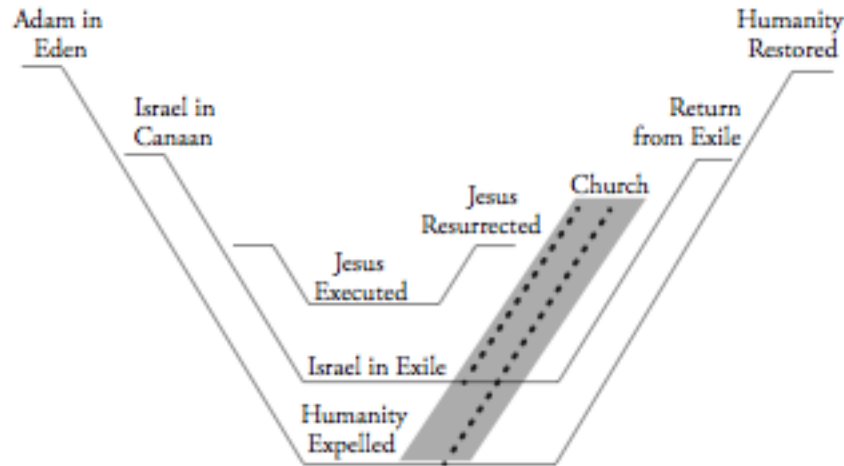 Adam in
Eden
Humanity
Restored
Israel in
Canaan
Return
from Exile
Church
Jesus
Resurrected
Jesus
Executed
Israel in Exile
Humanity
Expelled